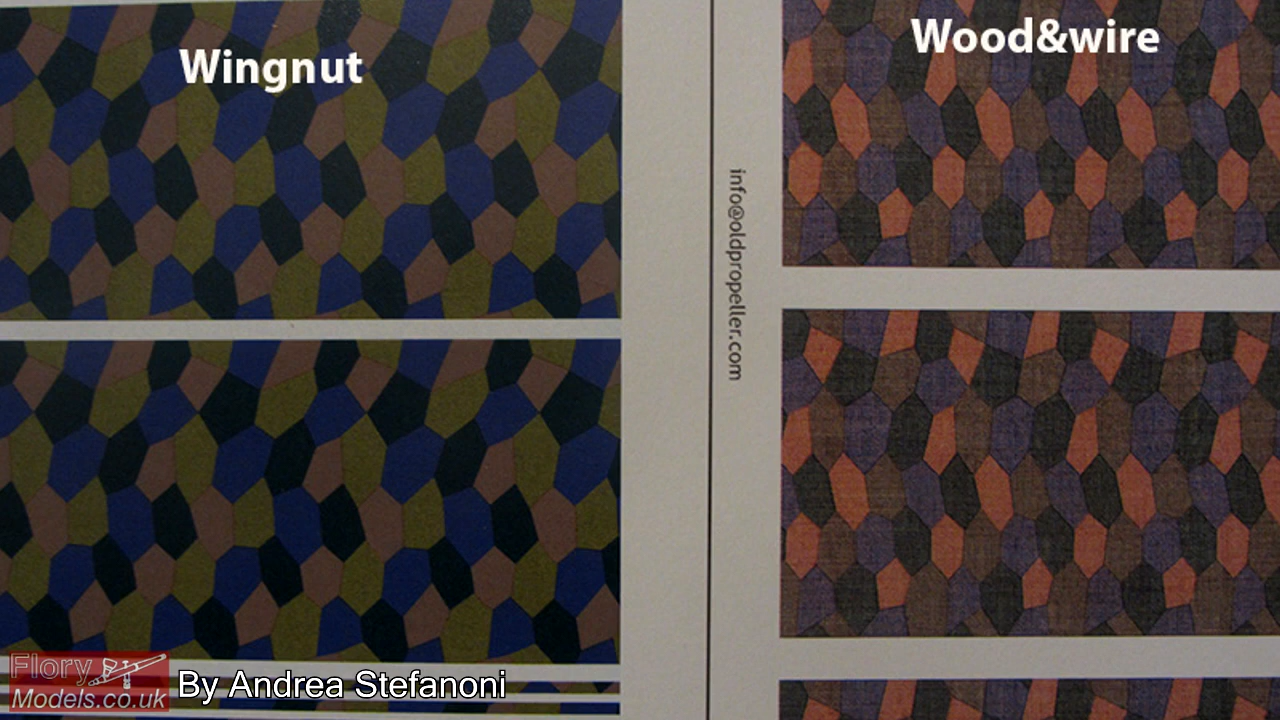 Wingnut
Wood&wire
info@oldpropeller.com
Flory
Models.co.uk
By Andrea Stefanoni